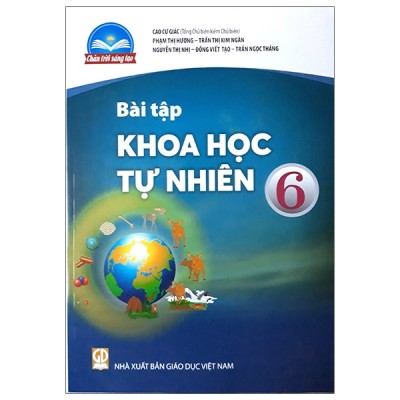 CAO CỰ GIÁC (Tổng Chủ biên kiêm Chủ biên)
PHẠM THỊ HƯƠNG – TRẦN THỊ KIM NGÂN
NGUYỄN THỊ NHỊ – ĐỒNG VIỆT TẠO – TRẦN NGỌC THẮNG
Chân trời sáng tạo
Bài tập
KHOA HỌC
TỰ NHIÊN 6
NHÀ XUẤT BẢN GIÁO DỤC VIỆT NAM